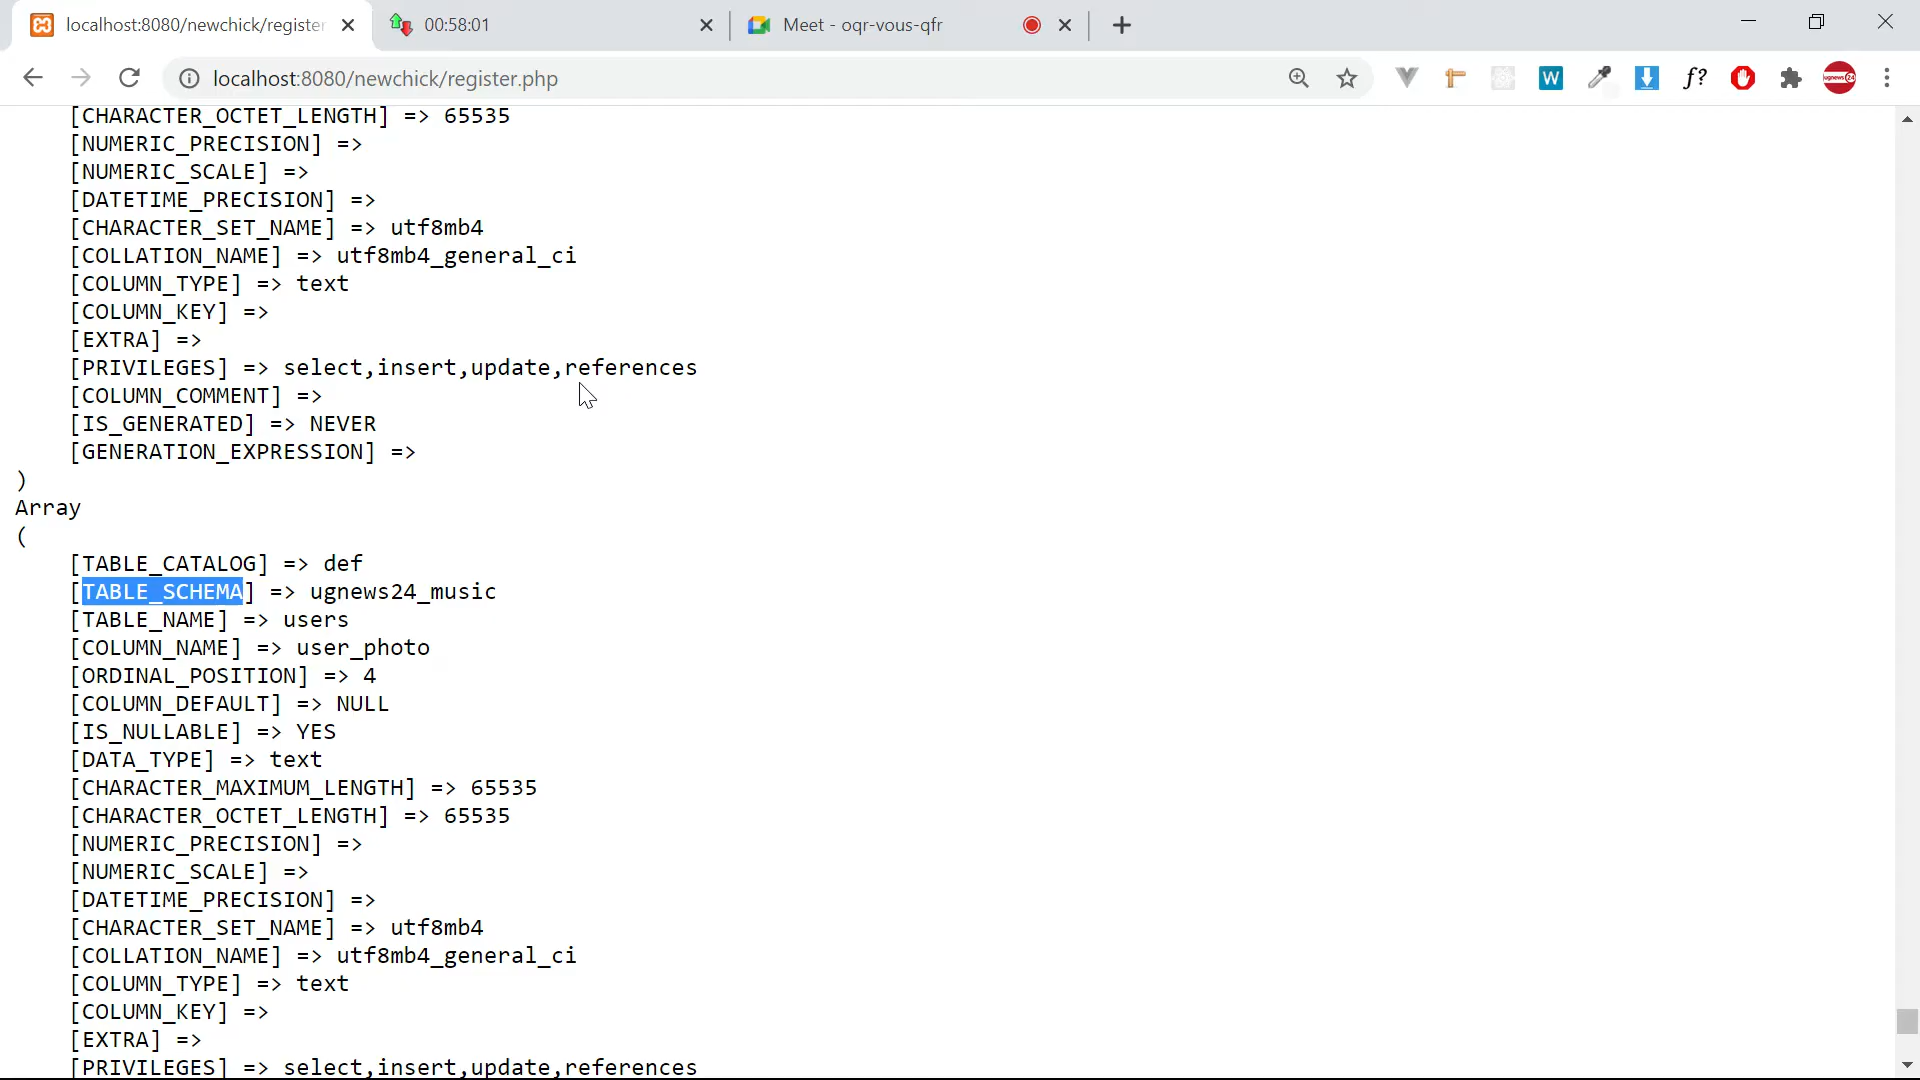 localhost:8080/newchick/register
00:58:01
Meet - oqr-vous-qfr
localhost:8080/newchick/register.php
W
f?
ugnews24
[CHARACTER_OCTET_LENGTH] => 65535
[NUMERIC_PRECISION] =>
[NUMERIC_SCALE] =>
[DATETIME_PRECISION] =>
[CHARACTER_SET_NAME] => utf8mb4
[COLLATION_NAME] => utf8mb4_general_ci
[COLUMN_TYPE] => text
[COLUMN_KEY] =>
[EXTRA] =>
[PRIVILEGES] => select,insert,update,references
[COLUMN_COMMENT] =>
[IS_GENERATED] => NEVER
[GENERATION_EXPRESSION] =>
)
Array
(
[TABLE_CATALOG] => def
[TABLE_SCHEMA] => ugnews24_music
[TABLE_NAME] => users
[COLUMN_NAME] => user_photo
[ORDINAL_POSITION] => 4
[COLUMN_DEFAULT] => NULL
[IS_NULLABLE] => YES
[DATA_TYPE] => text
[CHARACTER_MAXIMUM_LENGTH] => 65535
[CHARACTER_OCTET_LENGTH] => 65535
[NUMERIC_PRECISION] =>
[NUMERIC_SCALE] =>
[DATETIME_PRECISION] =>
[CHARACTER_SET_NAME] => utf8mb4
[COLLATION_NAME] => utf8mb4_general_ci
[COLUMN_TYPE] => text
[COLUMN_KEY] =>
[EXTRA] =>
[PRIVILEGES] => select,insert,update,references